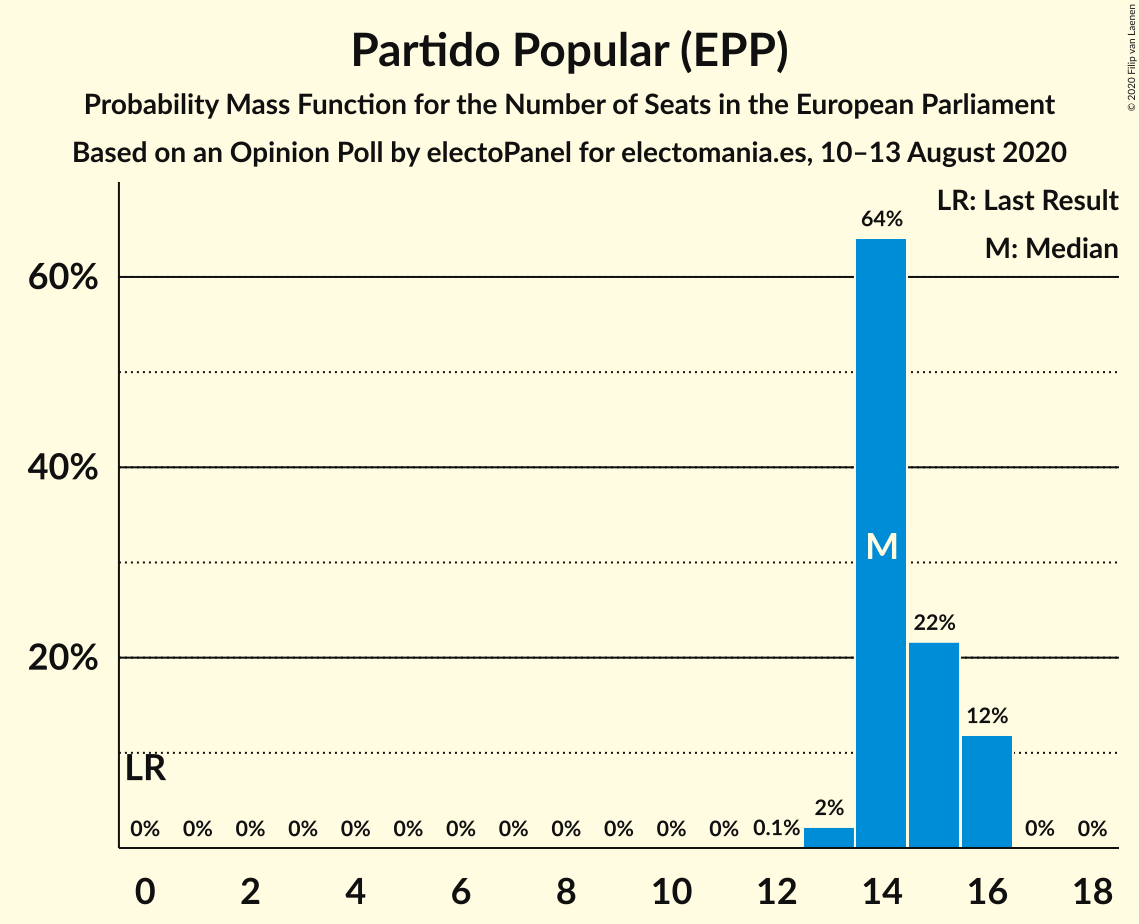 Partido Popular (EPP)
Probability Mass Function for the Number of Seats in the European Parliament
Based on an Opinion Poll by electoPanel for electomania.es, 10–13 August 2020
© 2020 Filip van Laenen
LR: Last Result
M: Median
64%
60%
40%
M
22%
20%
12%
LR
2%
0% 0% 0% 0% 0% 0% 0% 0% 0% 0% 0% 0% 0.1% 0% 0%
0 2 4 6 8 10 12 14 16 18